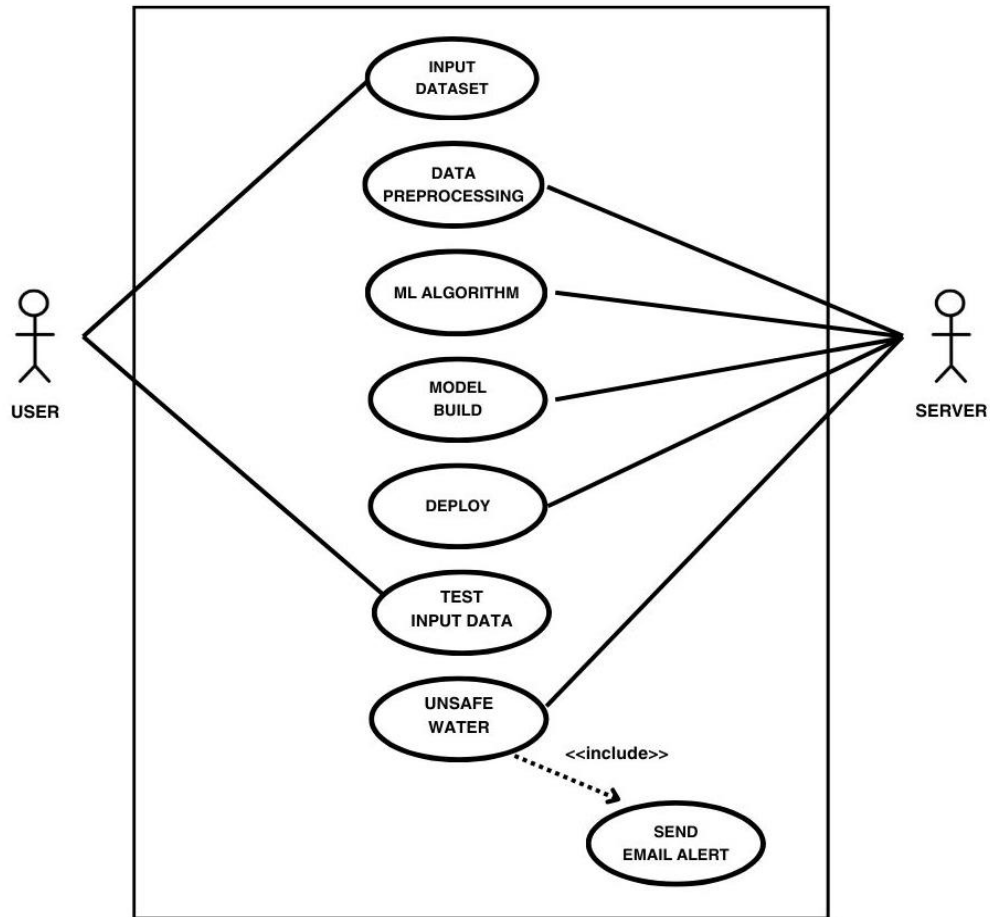 INPUT
DATASET
DATA
PREPROCESSING
ML ALGORITHM
MODEL
BUILD
USER
SERVER
DEPLOY
TEST
INPUT DATA
UNSAFE
WATER
<<include>>
SEND
EMAIL ALERT